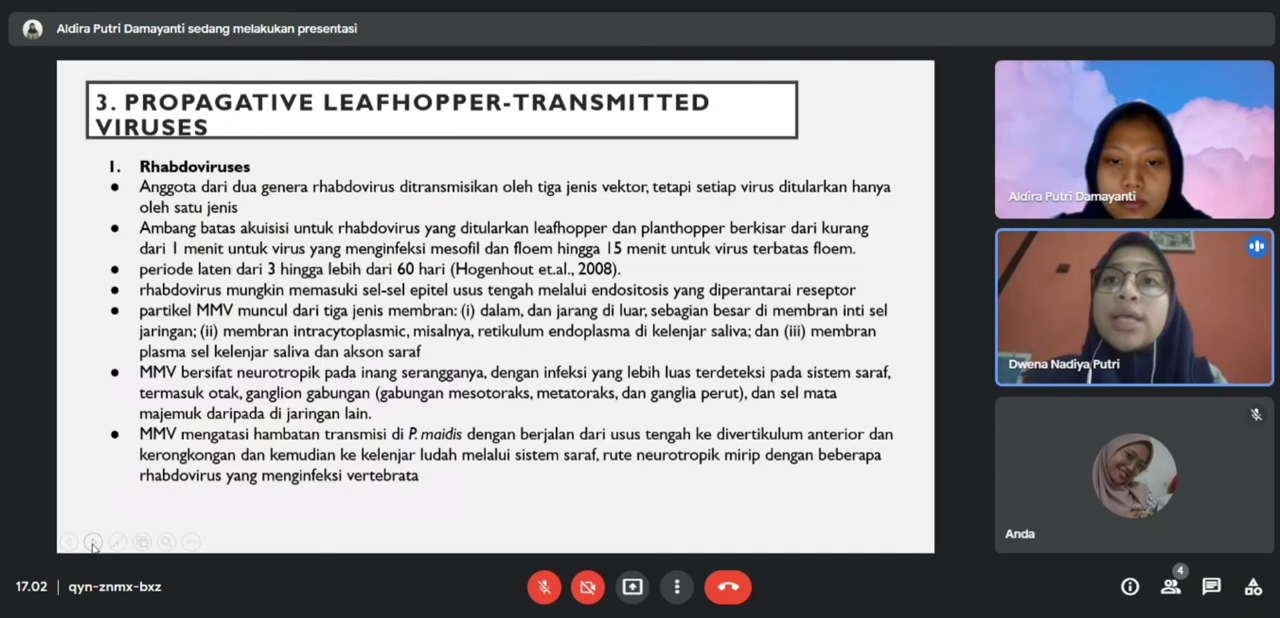 Aldira Putri Damayanti sedang melakukan presentasi
3. PROPAGATIVE LEAFHOPPER-TRANSMITTED
VIRUSES
1. Rhabdoviruses
• Anggota dari dua genera rhabdovirus ditransmisikan oleh tiga jenis vektor, tetapi setiap virus ditularkan hanya
oleh satu jenis
• Ambang batas akuisisi untuk rhabdovirus yang ditularkan leafhopper dan planthopper berkisar dari kurang
dari 1 menit untuk virus yang menginfeksi mesofil dan floem hingga 15 menit untuk virus terbatas floem.
• periode laten dari 3 hingga lebih dari 60 hari (Hogenhout et.al., 2008).
• rhabdovirus mungkin memasuki sel-sel epitel usus tengah melalui endositosis yang diperantarai reseptor
• partikel MMV muncul dari tiga jenis membran: (i) dalam, dan jarang di luar, sebagian besar di membran inti sel
jaringan; (ii) membran intracytoplasmic, misalnya, retikulum endoplasma di kelenjar saliva; dan (iii) membran
plasma sel kelenjar saliva dan akson saraf
• MMV bersifat neurotropik pada inang serangganya, dengan infeksi yang lebih luas terdeteksi pada sistem saraf,
termasuk otak, ganglion gabungan (gabungan mesotoraks, metatoraks, dan ganglia perut), dan sel mata
majemuk daripada di jaringan lain.
• MMV mengatasi hambatan transmisi di P. maidis dengan berjalan dari usus tengah ke divertikulum anterior dan
kerongkongan dan kemudian ke kelenjar ludah melalui sistem saraf, rute neurotropik mirip dengan beberapa
rhabdovirus yang menginfeksi vertebrata
Aldira Putri Damayanti
Dwena Nadiya Putri
Anda
17.02 | qyn-znmx-bxz
4